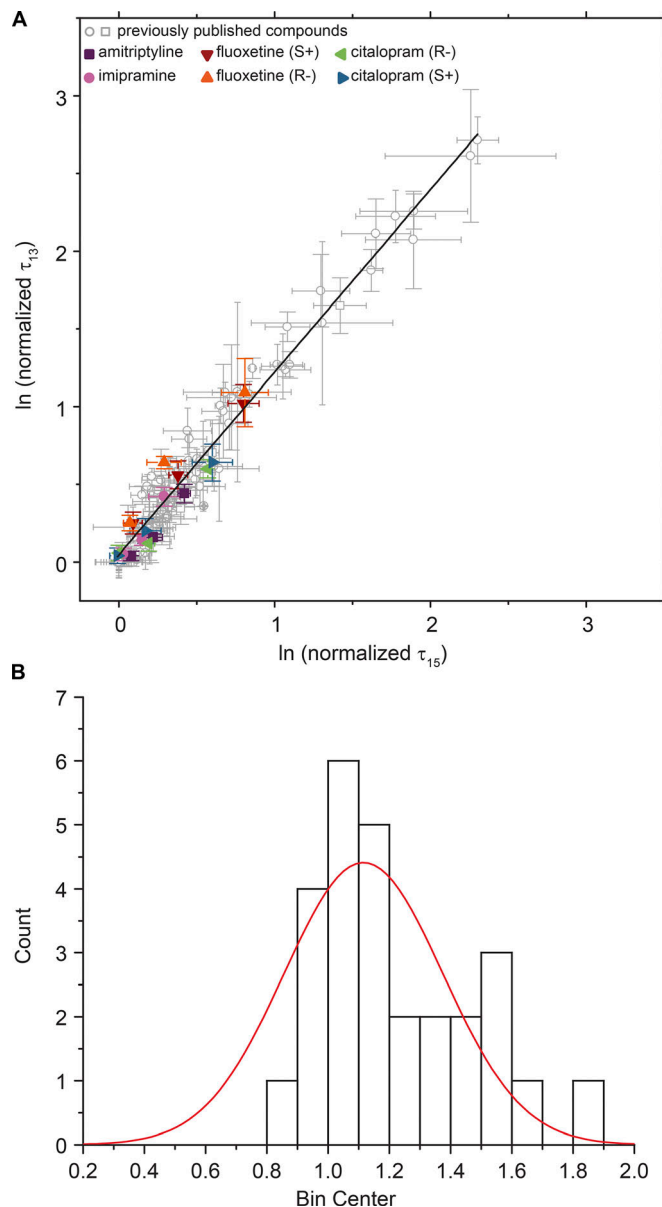 A
previously published compounds
amitriptyline fluoxetine (S+) citalopram (R-)
imipramine fluoxetine (R-) citalopram (S+)
3
2
1
0
ln (normalized τ13)
0 1 2 3
ln (normalized τ15)
B
7
6
5
4
3
2
1
0
Count
0.2 0.4 0.6 0.8 1.0 1.2 1.4 1.6 1.8 2.0
Bin Center